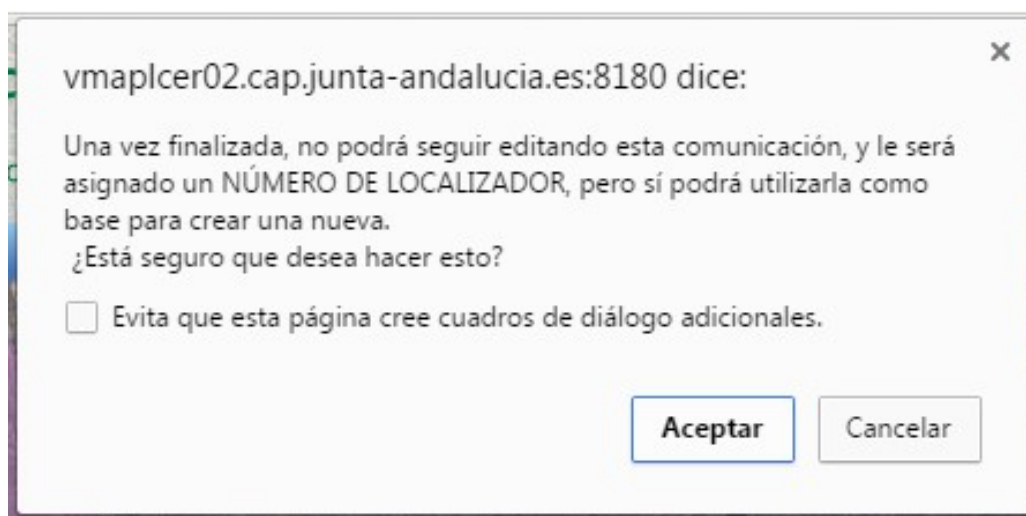 vmaplcer02.cap.junta-andalucia.es:8180 dice:
Una vez finalizada, no podrá seguir editando esta comunicación, y le será
asignado un NÚMERO DE LOCALIZADOR, pero sí podrá utilizarla como
base para crear una nueva.
¿Está seguro que desea hacer esto?
Evita que esta página cree cuadros de diálogo adicionales.
Aceptar Cancelar